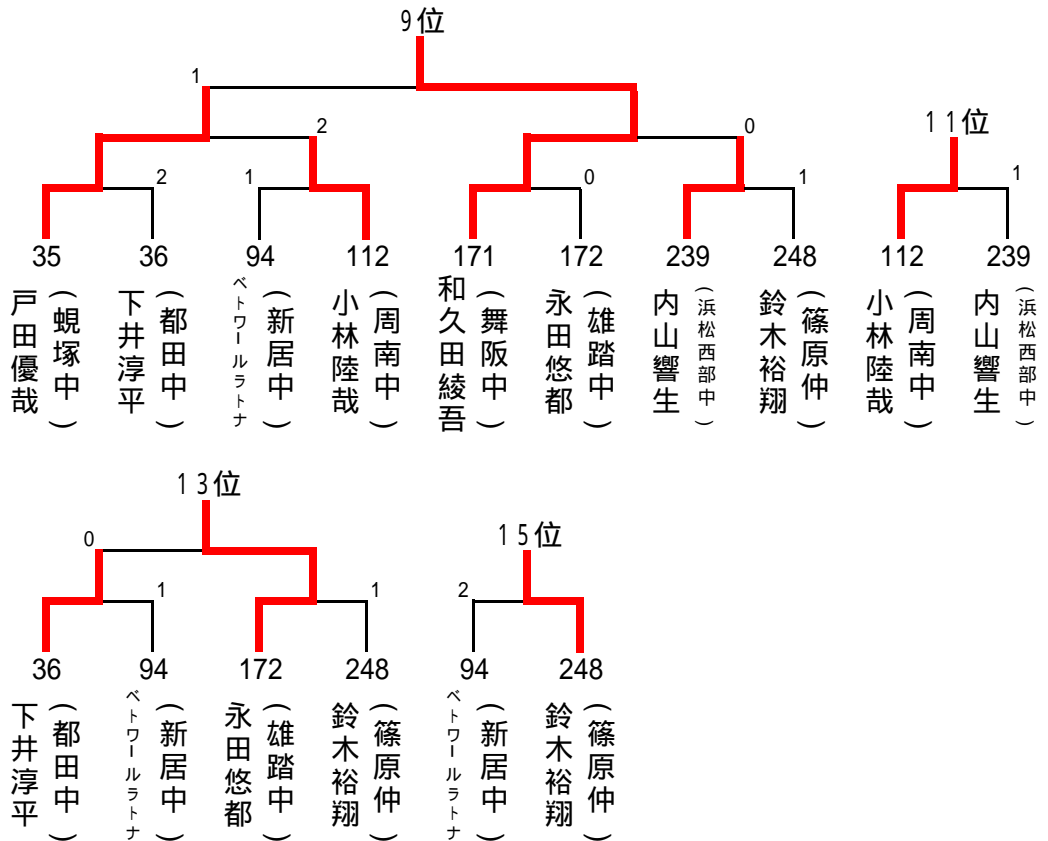 9位
1
2
0
11位
2
1
0
1
1
35
36
94
112
171
172
239
248
112
239
戸田優哉
(蜆塚中)
下井淳平
(都田中)
ベトワールラトナ
(新居中)
小林陸哉
(周南中)
和久田綾吾
(舞阪中)
永田悠都
(雄踏中)
内山響生
(浜松西部中)
鈴木裕翔
(篠原仲)
小林陸哉
(周南中)
内山響生
(浜松西部中)
13位
0
15位
1
1
2
36
94
172
248
94
248
下井淳平
(都田中)
ベトワールラトナ
(新居中)
永田悠都
(雄踏中)
鈴木裕翔
(篠原仲)
ベトワールラトナ
(新居中)
鈴木裕翔
(篠原仲)